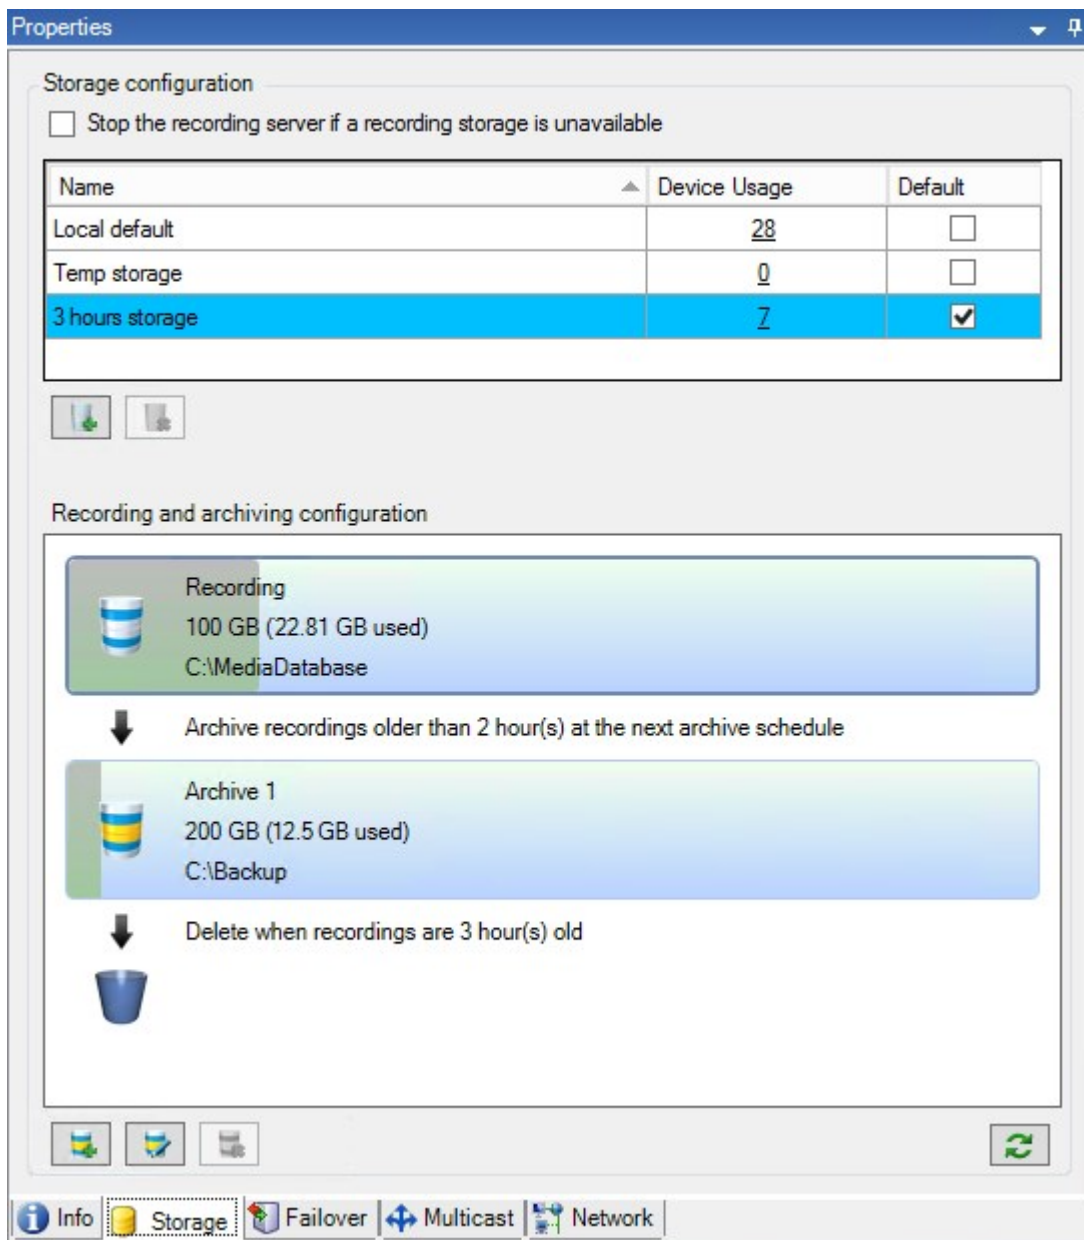 Properties
Storage configuration
Stop the recording server if a recording storage is unavailable
Name Device Usage Default
Local default 28
Temp storage 0
3 hours storage 7
Recording and archiving configuration
Recording
100 GB (22.81 GB used)
C:\MediaDatabase
Archive recordings older than 2 hour(s) at the next archive schedule
Archive 1
200 GB (12.5 GB used)
C:\Backup
Delete when recordings are 3 hour(s) old
Info Storage Failover Multicast Network